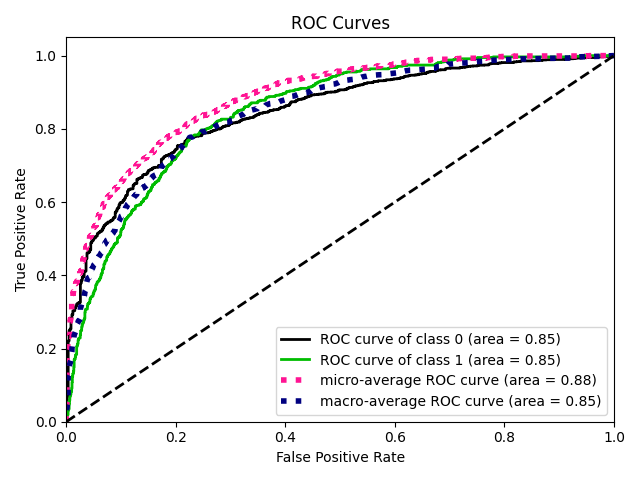 ROC Curves
True Positive Rate
1.0
0.8
0.6
0.4
0.2
0.0
ROC curve of class 0 (area = 0.85)
ROC curve of class 1 (area = 0.85)
micro-average ROC curve (area = 0.88)
macro-average ROC curve (area = 0.85)
0.0 0.2 0.4 0.6 0.8 1.0
False Positive Rate